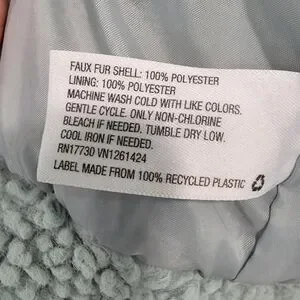 FAUX FUR SHELL: 100% POLYESTER
LINING: 100% POLYESTER
MACHINE WASH COLD WITH LIKE COLORS.
GENTLE CYCLE. ONLY NON-CHLORINE
BLEACH IF NEEDED. TUMBLE DRY LOW.
COOL IRON IF NEEDED.
RN17730 VN1261424
LABEL MADE FROM 100% RECYCLED PLASTIC